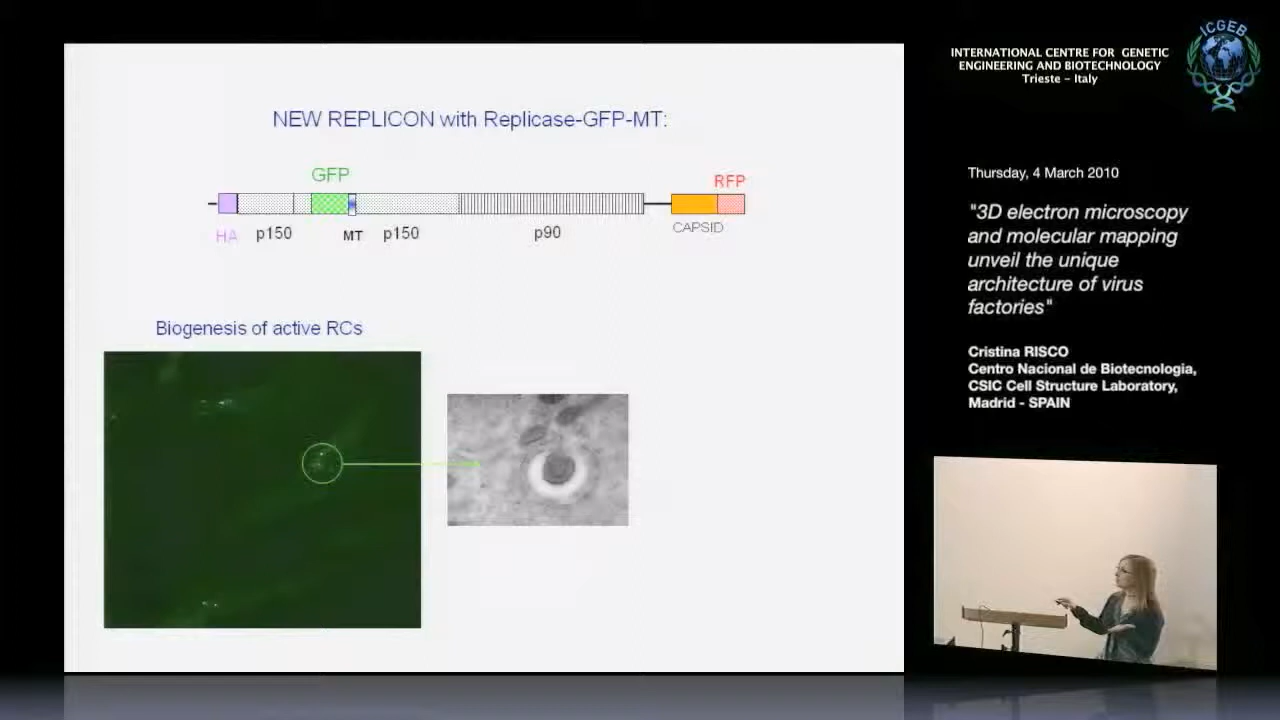 NEW REPLICON with Replicase-GFP-MT:
GFP
RFP
HA
p150
MT
p150
p90
CAPSID
Biogenesis of active RCs
ICGEB
INTERNATIONAL CENTRE FOR GENETIC
ENGINEERING AND BIOTECHNOLOGY
Trieste - Italy
Thursday, 4 March 2010
"3D electron microscopy
and molecular mapping
unveil the unique
architecture of virus
factories"
Cristina RISCO
Centro Nacional de Biotecnologia,
CSIC Cell Structure Laboratory,
Madrid - SPAIN